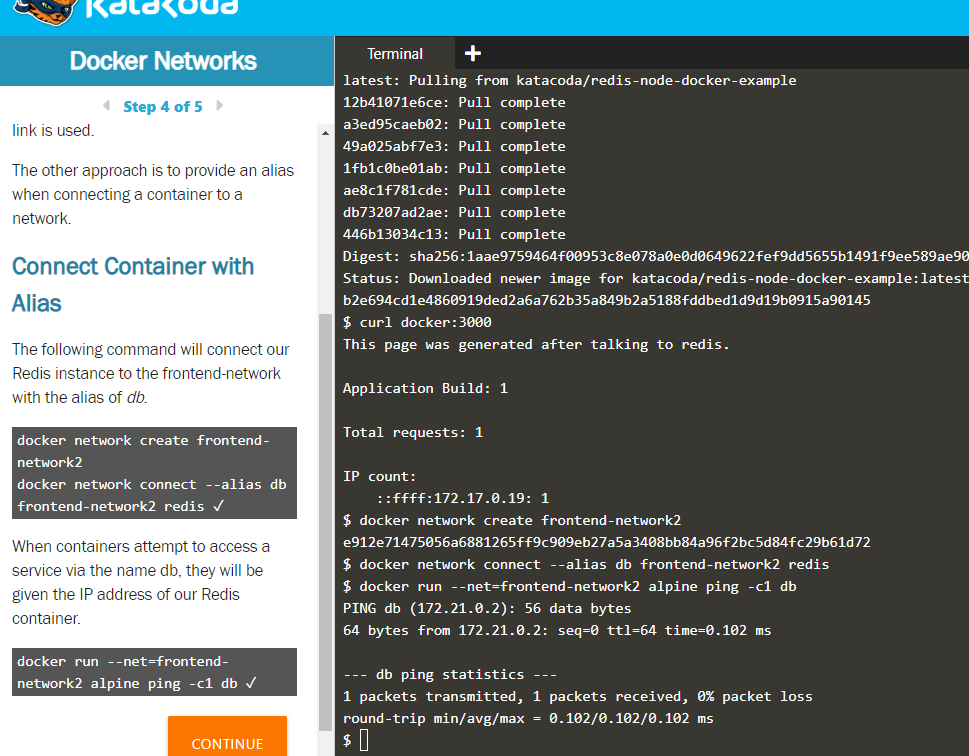 Katakoda
Docker Networks
Step 4 of 5
link is used.
The other approach is to provide an alias
when connecting a container to a
network.
Connect Container with
Alias
The following command will connect our
Redis instance to the frontend-network
with the alias of db.
docker network create frontend-
network2
docker network connect --alias db
frontend-network2 redis ✓
When containers attempt to access a
service via the name db, they will be
given the IP address of our Redis
container.
docker run --net=frontend-
network2 alpine ping -c1 db ✓
CONTINUE
Terminal +
latest: Pulling from katacoda/redis-node-docker-example
12b41071e6ce: Pull complete
a3ed95caeb02: Pull complete
49a025abf7e3: Pull complete
1fb1c0be01ab: Pull complete
ae8c1f781cde: Pull complete
db73207ad2ae: Pull complete
446b13034c13: Pull complete
Digest: sha256:1aae9759464f00953c8e078a0e0d0649622fef9dd5655b1491f9ee589ae90
Status: Downloaded newer image for katacoda/redis-node-docker-example:latest
b2e694cd1e4860919ded2a6a762b35a849b2a5188fddbed1d9d19b0915a90145
$ curl docker:3000
This page was generated after talking to redis.
Application Build: 1
Total requests: 1
IP count:
::ffff:172.17.0.19: 1
$ docker network create frontend-network2
e912e71475056a6881265ff9c909eb27a5a3408bb84a96f2bc5d84fc29b61d72
$ docker network connect --alias db frontend-network2 redis
$ docker run --net=frontend-network2 alpine ping -c1 db
PING db (172.21.0.2): 56 data bytes
64 bytes from 172.21.0.2: seq=0 ttl=64 time=0.102 ms
--- db ping statistics ---
1 packets transmitted, 1 packets received, 0% packet loss
round-trip min/avg/max = 0.102/0.102/0.102 ms
$